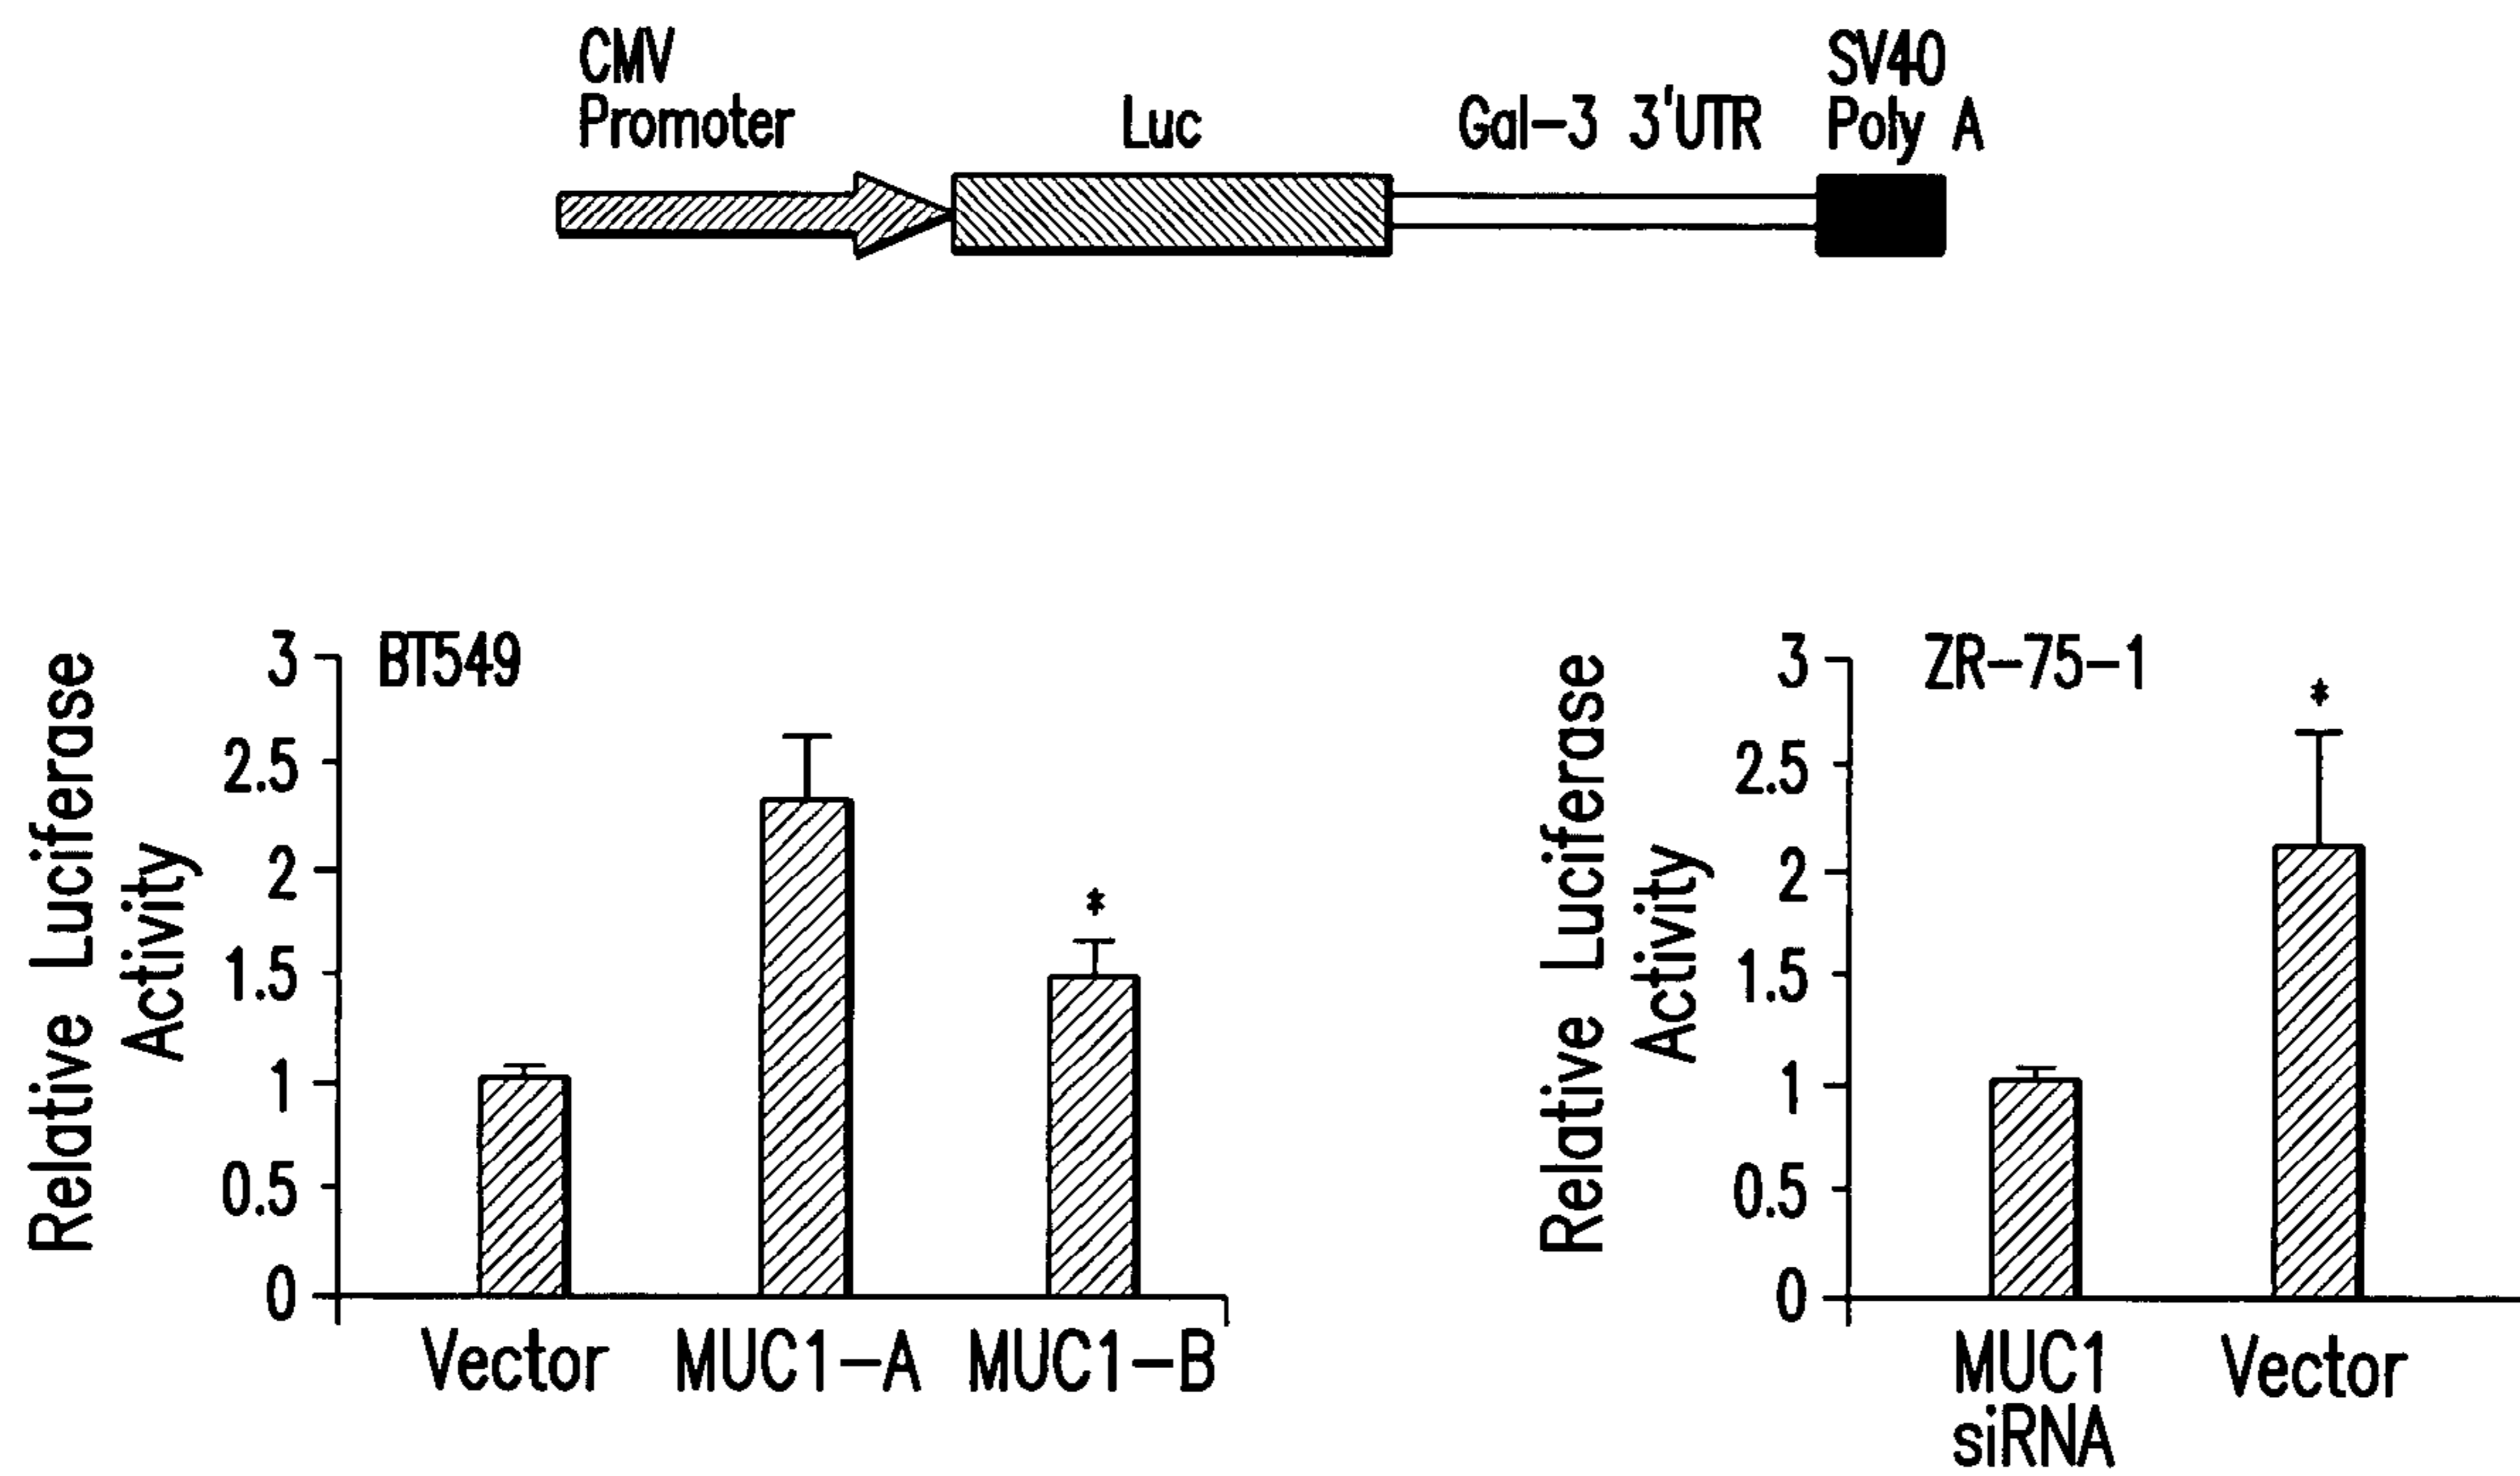 CMV
Promoter
Luc
Gal-3 3'UTR
SV40
Poly A
Relative Luciferase
Activity
BT549
3
2.5
2
1.5
1
0.5
0
*
Vector
MUC1-A
MUC1-B
Relative Luciferase
Activity
ZR-75-1
3
2.5
2
1.5
1
0.5
0
*
MUC1
siRNA
Vector